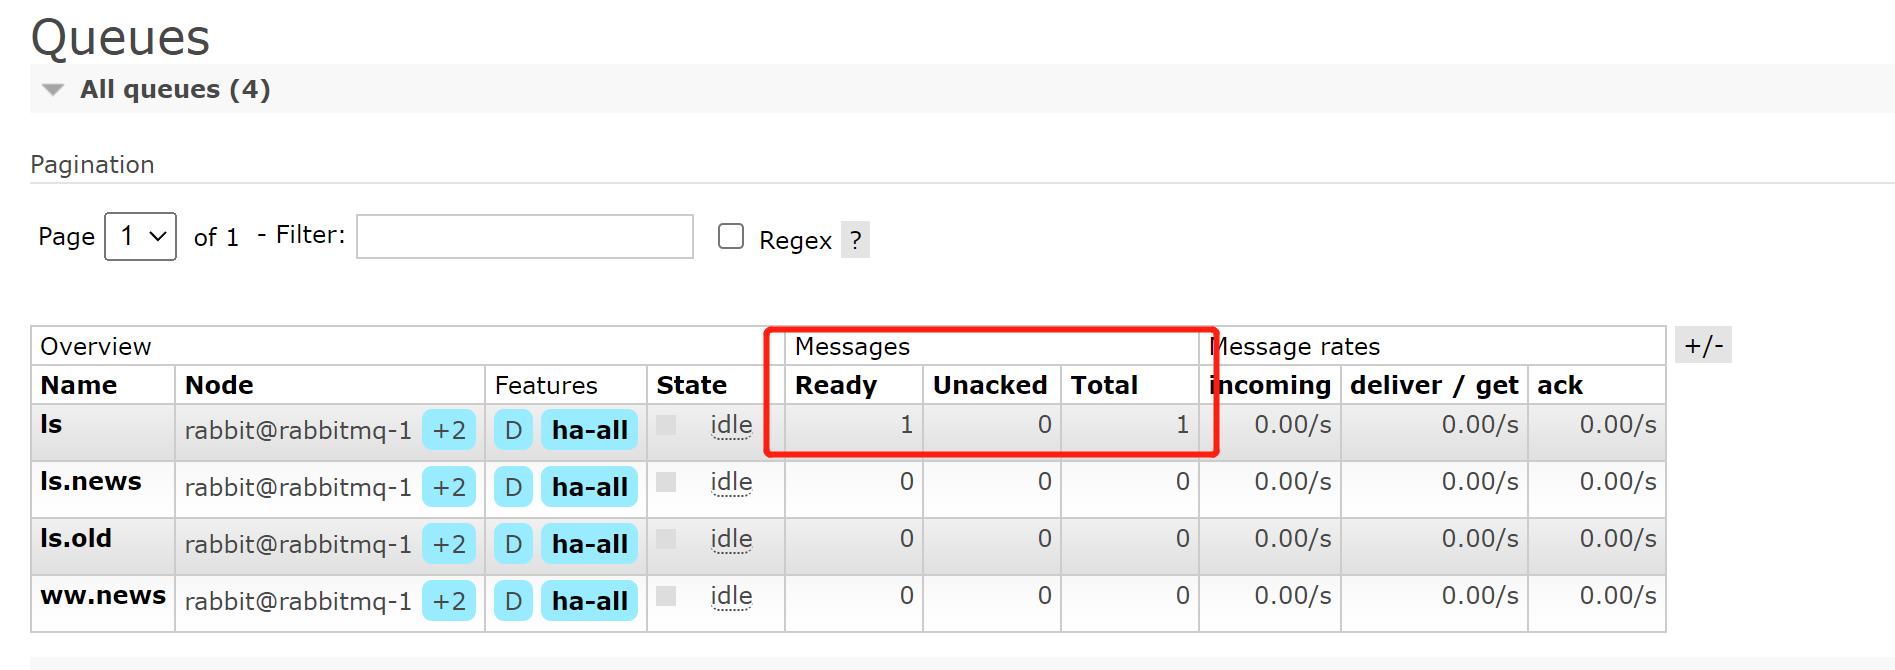 Queues
All queues (4)
Pagination
Page 1 of 1 - Filter: Regex ?
Overview Messages Message rates +/-
Name Node Features State Ready Unacked Total incoming deliver / get ack
ls rabbit@rabbitmq-1 +2 D ha-all idle 1 0 1 0.00/s 0.00/s 0.00/s
ls.news rabbit@rabbitmq-1 +2 D ha-all idle 0 0 0 0.00/s 0.00/s 0.00/s
ls.old rabbit@rabbitmq-1 +2 D ha-all idle 0 0 0 0.00/s 0.00/s 0.00/s
ww.news rabbit@rabbitmq-1 +2 D ha-all idle 0 0 0 0.00/s 0.00/s 0.00/s